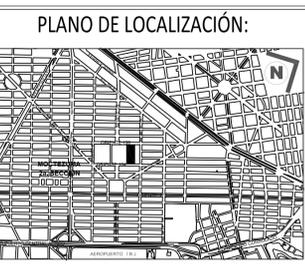 PLANO DE LOCALIZACIÓN:
N
MOCTEZUMA
2a. SECCIÓN
AEROPUERTO